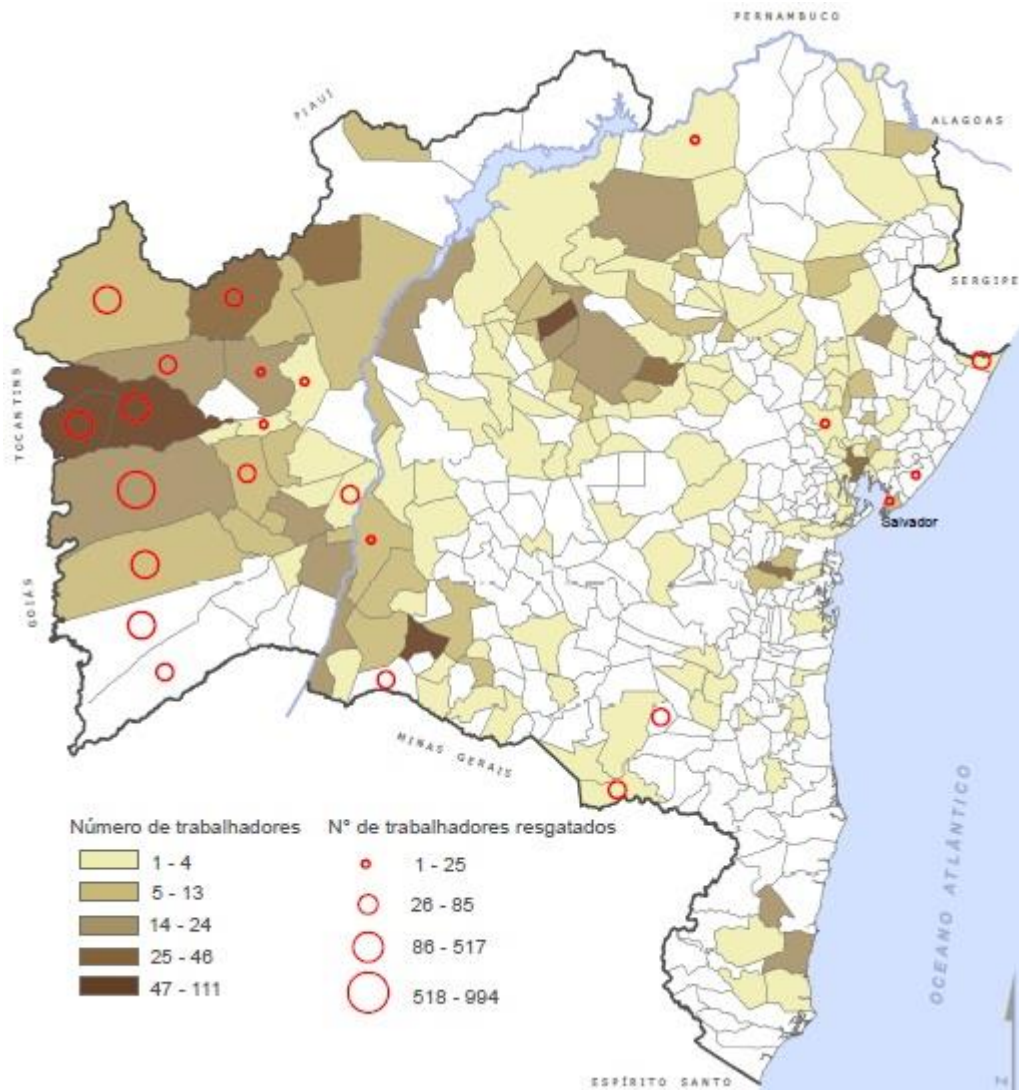 PERNAMBUCO
PIAUÍ
ALAGOAS
SERGIPE
TOCANTINS
Salvador
GOIÁS
MINAS GERAIS
OCEANO ATLÂNTICO
Número de trabalhadores
1 - 4
5 - 13
14 - 24
25 - 46
47 - 111
N° de trabalhadores resgatados
1 - 25
26 - 85
86 - 517
518 - 994
ESPÍRITO SANTO